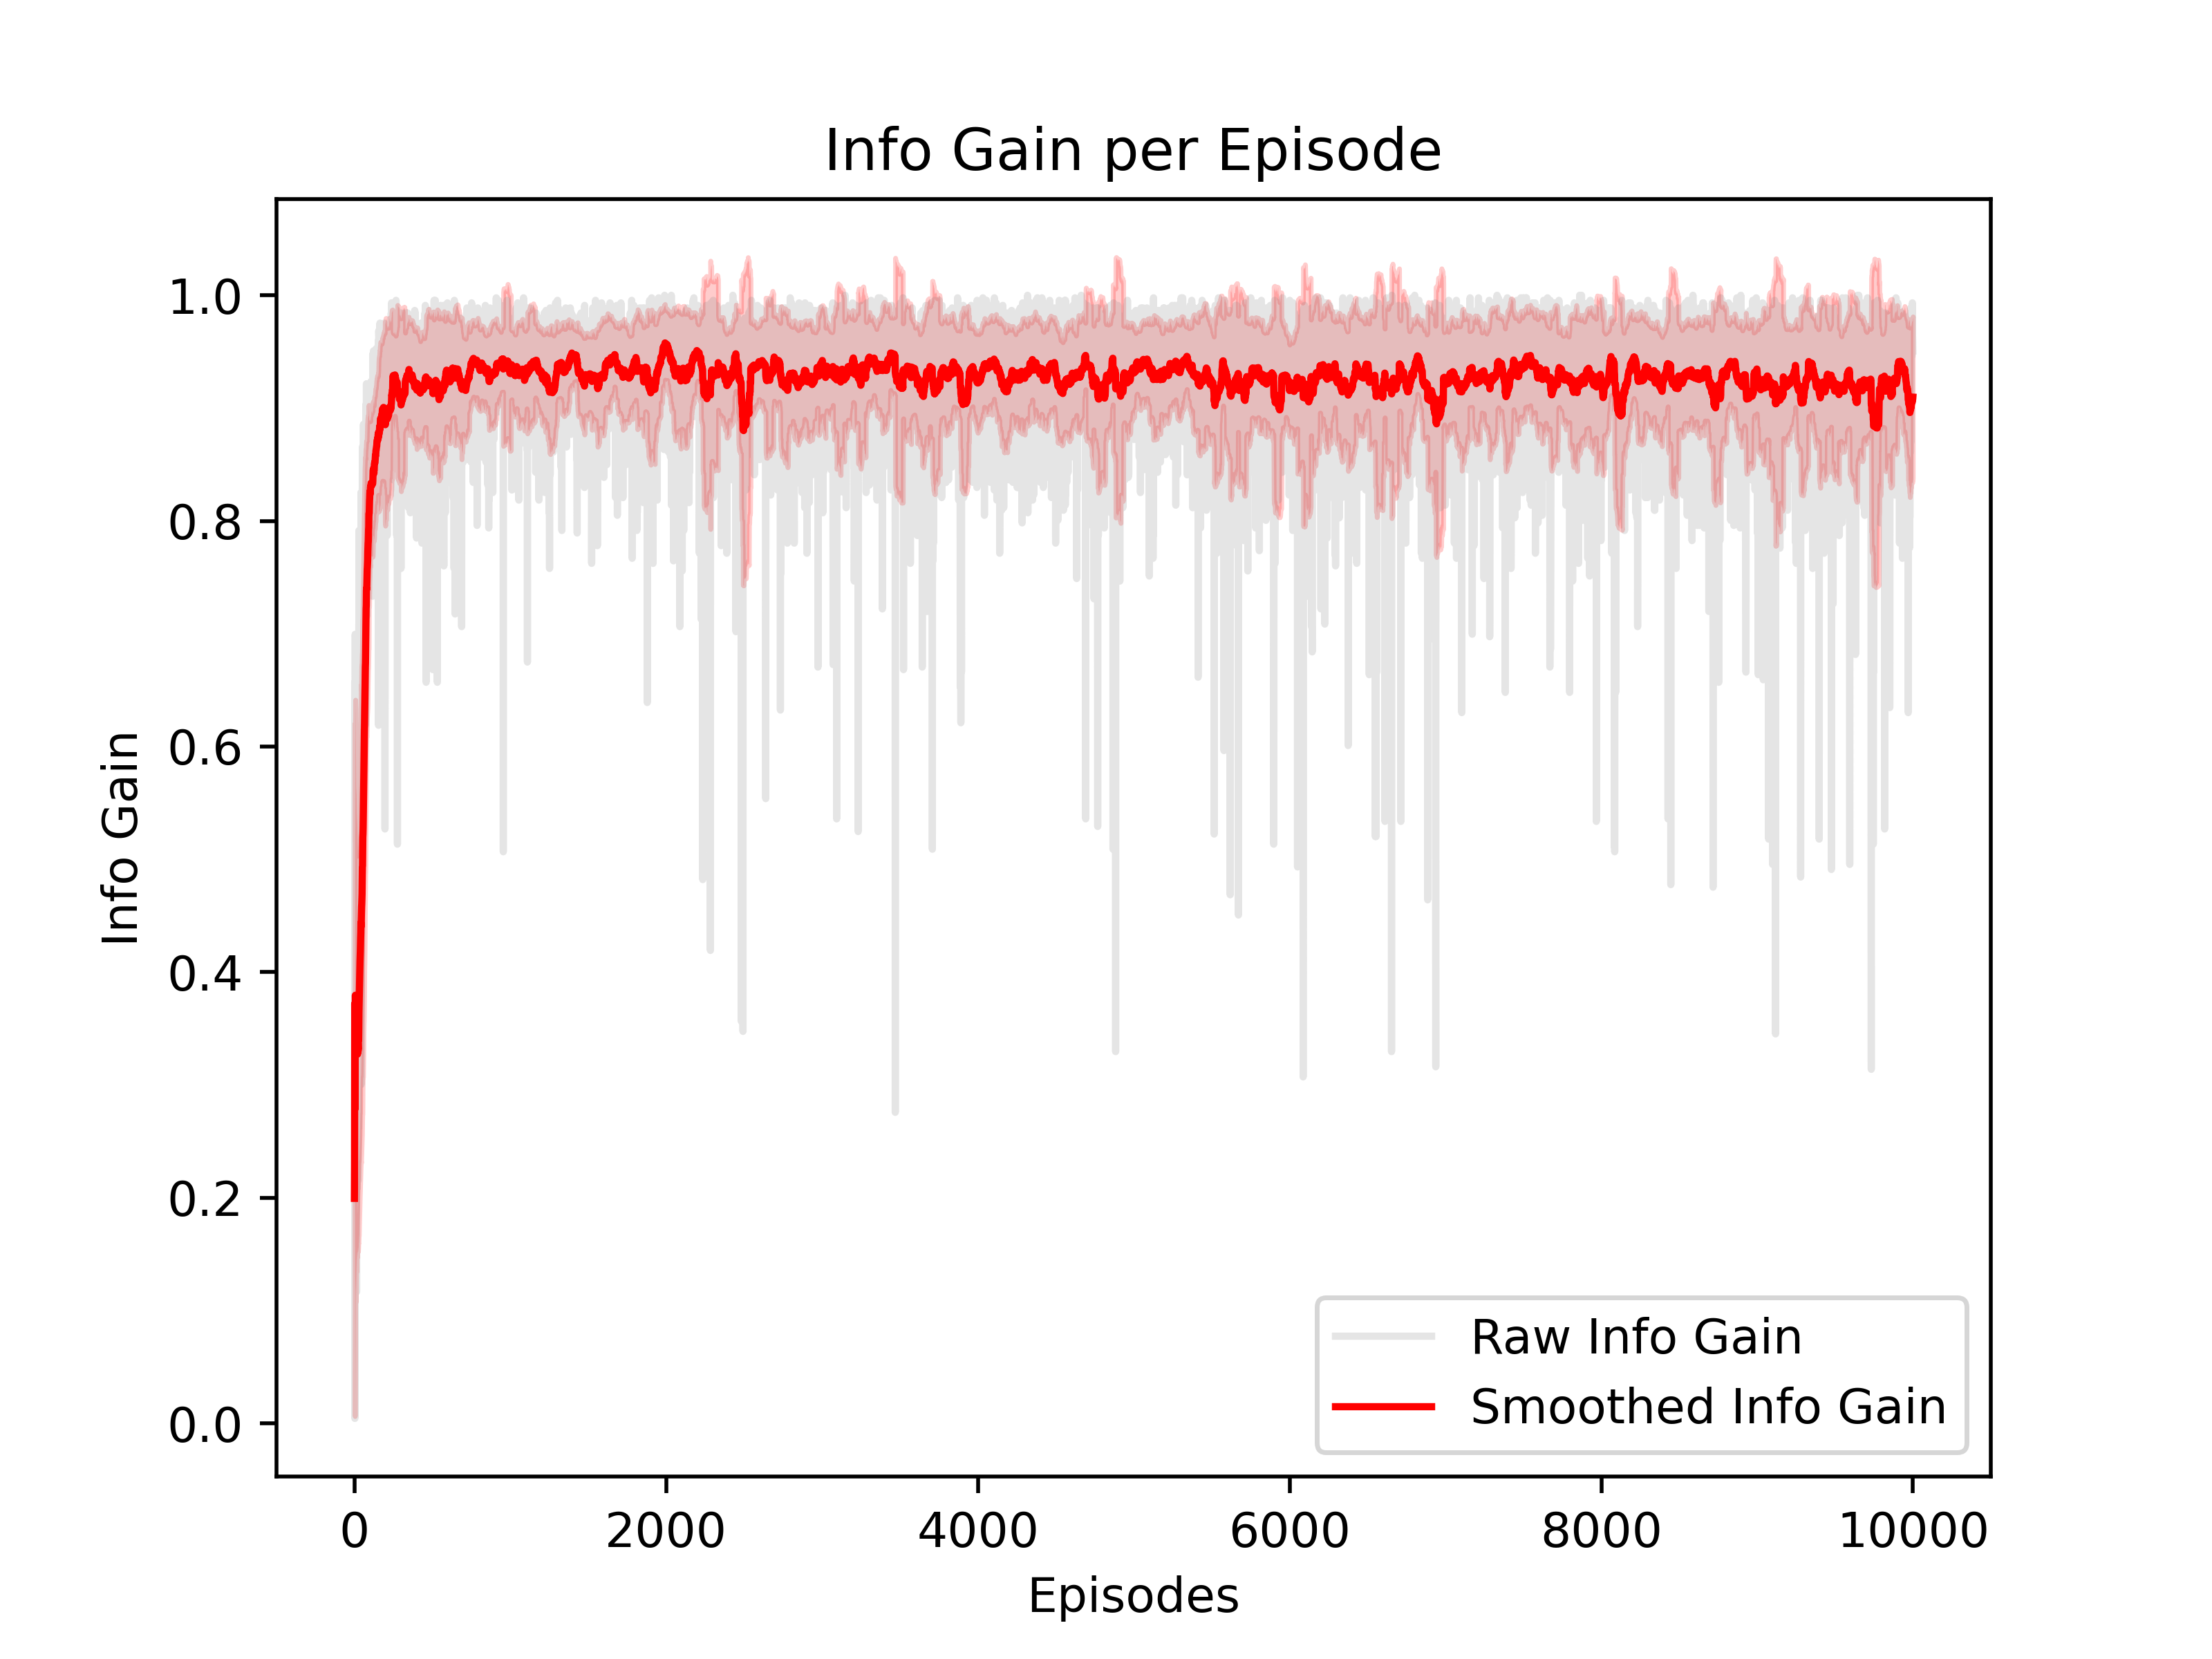 Info Gain per Episode
1.0
0.8
0.6
0.4
0.2
0.0
Info Gain
Raw Info Gain
Smoothed Info Gain
0 2000 4000 6000 8000 10000
Episodes